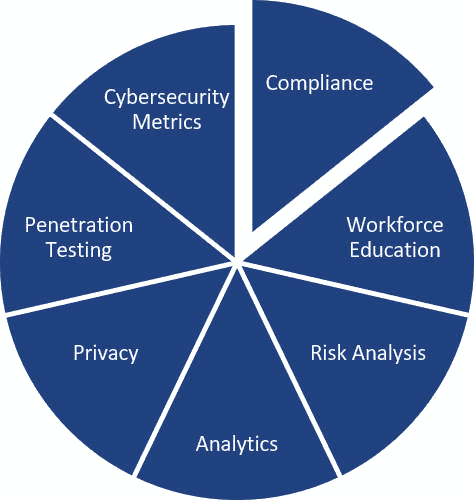 Compliance
Workforce
Education
Risk Analysis
Analytics
Privacy
Penetration
Testing
Cybersecurity
Metrics